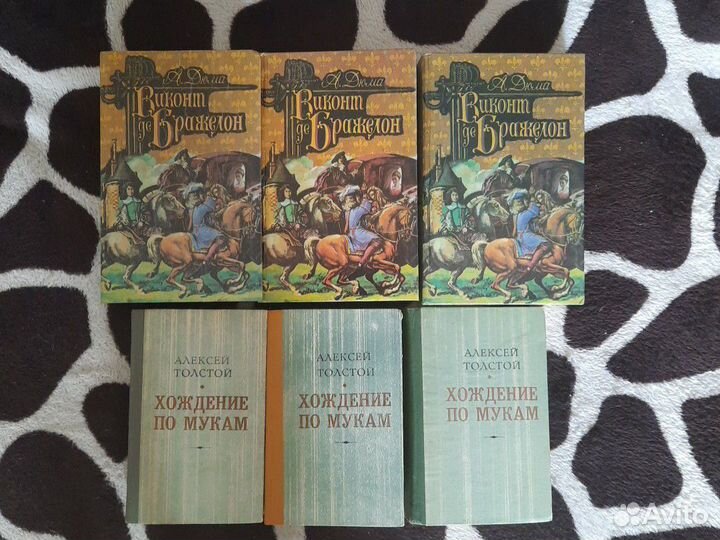 А. Дюма
Виконт
де Бражелон
А. Дюма
Виконт
де Бражелон
А. Дюма
Виконт
де Бражелон
АЛЕКСЕЙ
ТОЛСТОЙ
ХОЖДЕНИЕ
ПО МУКАМ
АЛЕКСЕЙ
ТОЛСТОЙ
ХОЖДЕНИЕ
ПО МУКАМ
АЛЕКСЕЙ
ТОЛСТОЙ
ХОЖДЕНИЕ
ПО МУКАМ
Avito